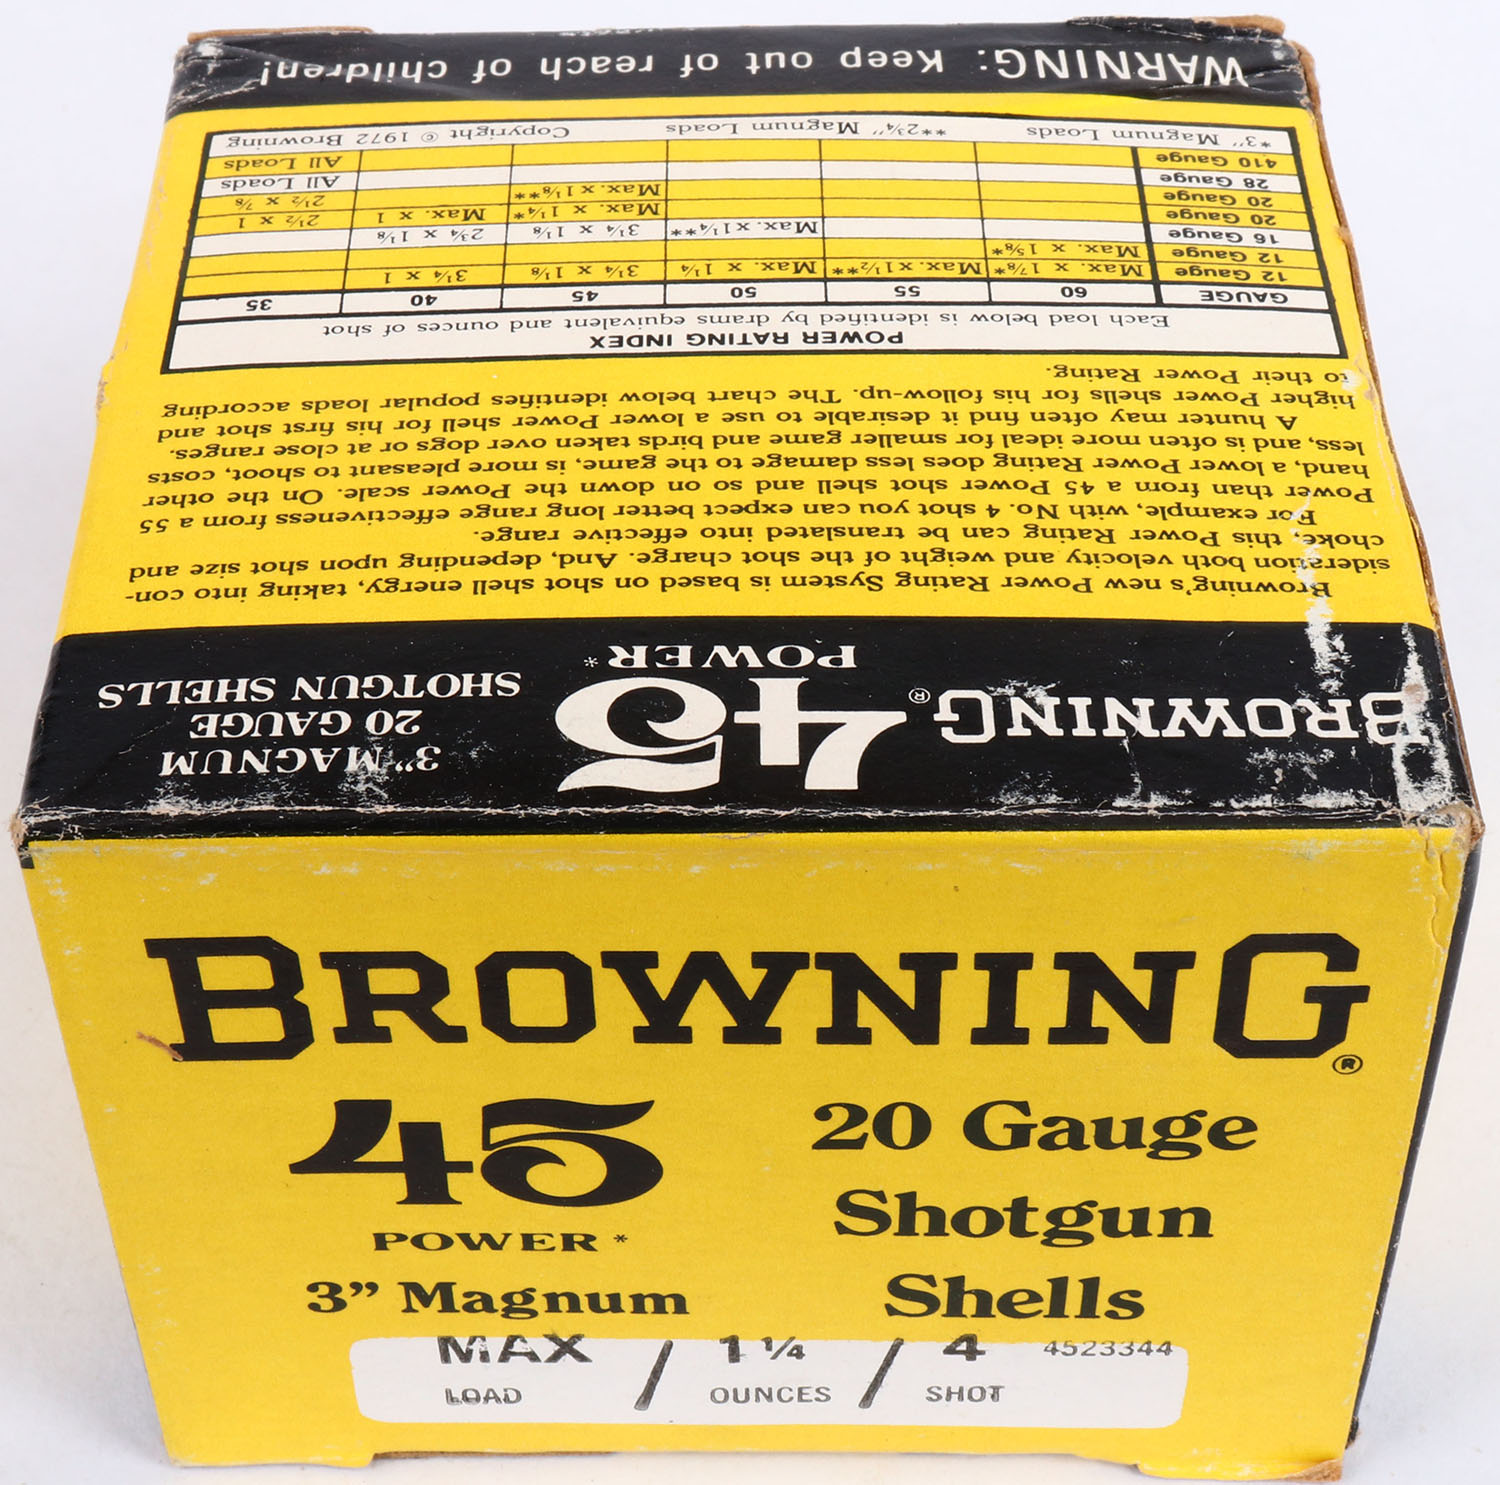 BROWNING®
45
POWER*
3” MAGNUM
20 GAUGE
SHOTGUN SHELLS
Browning's new Power Rating System is based on shot shell energy, taking into con-
sideration both velocity and weight of the shot charge. And, depending upon shot size and
choke, this Power Rating can be translated into effective range.
For example, with No. 4 shot you can expect better long range effectiveness from a 55
Power than from a 45 Power shot shell and so on down the Power scale. On the other
hand, a lower Power Rating does less damage to the game, is more pleasant to shoot, costs
less, and is often more ideal for smaller game and birds taken over dogs or at close ranges.
A hunter may often find it desirable to use a lower Power shell for his first shot and
higher Power shells for his follow-up. The chart below identifies popular loads according
to their Power Rating.
POWER RATING INDEX
Each load below is identified by drams equivalent and ounces of shot
GAUGE 60 55 50 45 40 35
12 Gauge Max. x 1⅞* Max. x 1½** Max. x 1¼ 3¼ x 1⅛ 3¼ x 1
12 Gauge Max. x 1⅝*
16 Gauge Max. x 1¼** 3¼ x 1⅛ 2¾ x 1⅛
20 Gauge Max. x 1¼* Max. x 1 2½ x 1
20 Gauge Max. x 1⅛** 2½ x ⅞
28 Gauge All Loads
410 Gauge All Loads
*3” Magnum Loads **2¾” Magnum Loads Copyright © 1972 Browning
WARNING: Keep out of reach of children!
BROWNING®
45
POWER*
3” Magnum
20 Gauge
Shotgun
Shells
MAX / 1¼ / 4 4523344
LOAD OUNCES SHOT